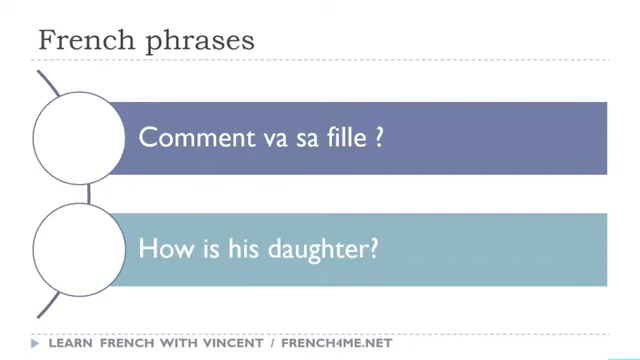 French phrases
Comment va sa fille ?
How is his daughter?
LEARN FRENCH WITH VINCENT / FRENCH4ME.NET